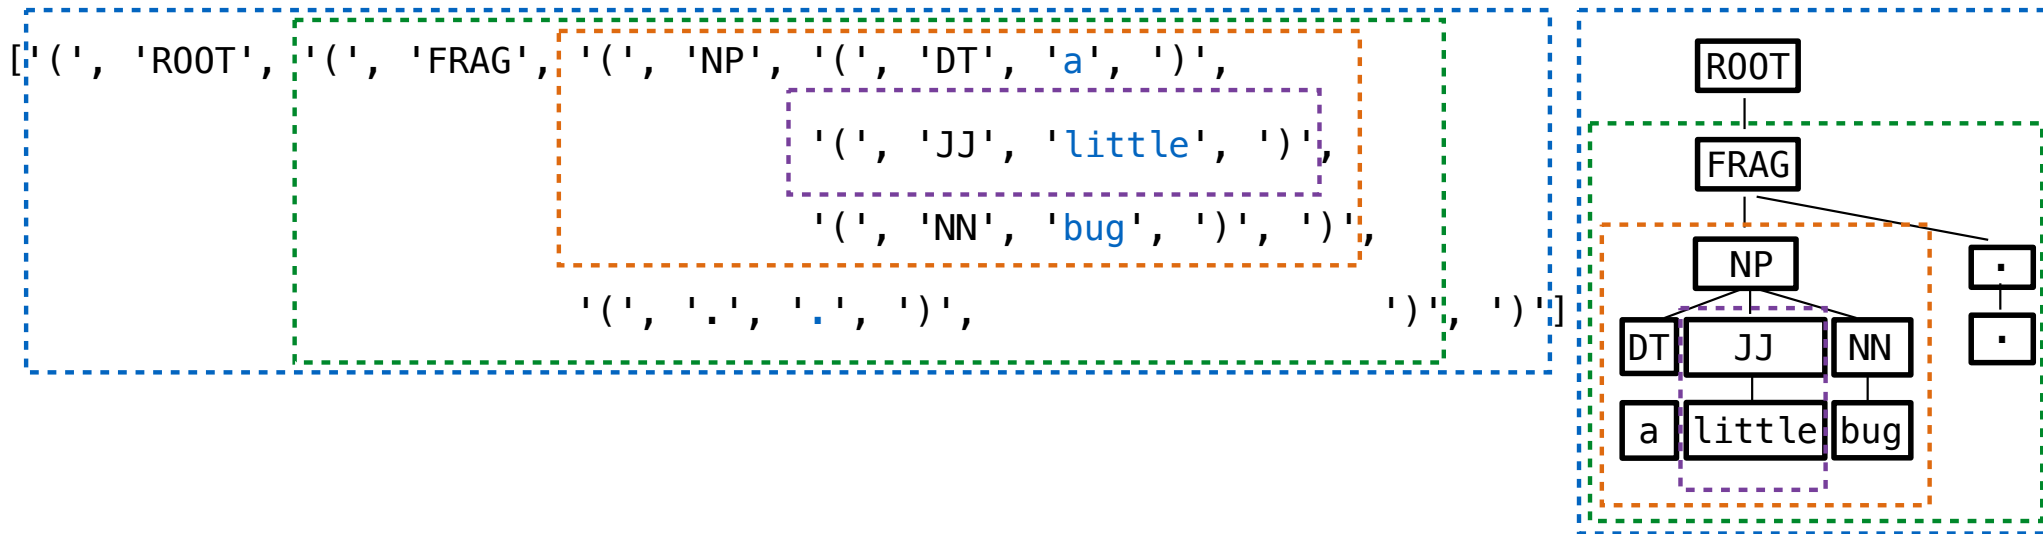 ['(', 'ROOT', '(', 'FRAG', '(', 'NP', '(', 'DT', 'a', ')',
'(', 'JJ', 'little', ')',
'(', 'NN', 'bug', ')', ')',
'(', '.', '.', ')', ')', ')']
ROOT
FRAG
NP .
DT JJ NN .
a little bug